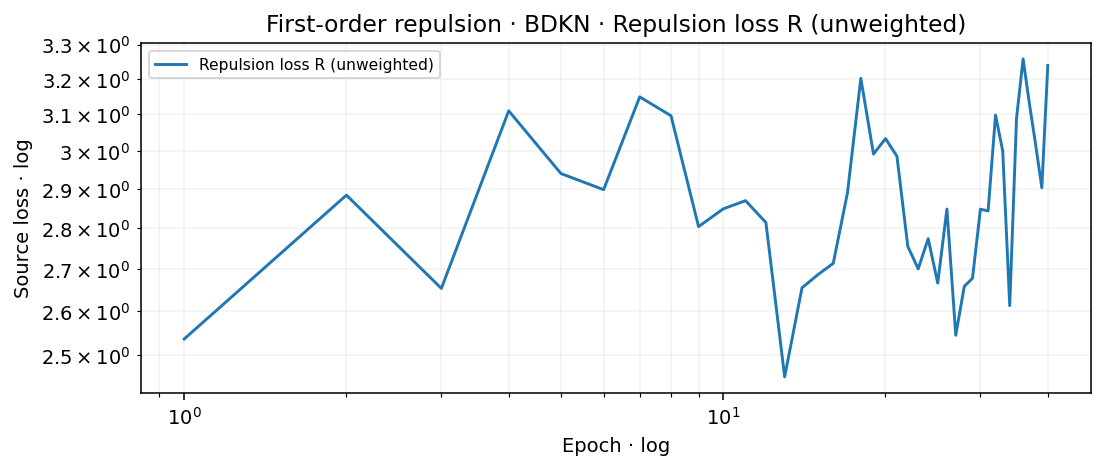 First-order repulsion · BDKN · Repulsion loss R (unweighted)
Repulsion loss R (unweighted)
Source loss · log
3.3 × 10⁰
3.2 × 10⁰
3.1 × 10⁰
3 × 10⁰
2.9 × 10⁰
2.8 × 10⁰
2.7 × 10⁰
2.6 × 10⁰
2.5 × 10⁰
10⁰ 10¹
Epoch · log